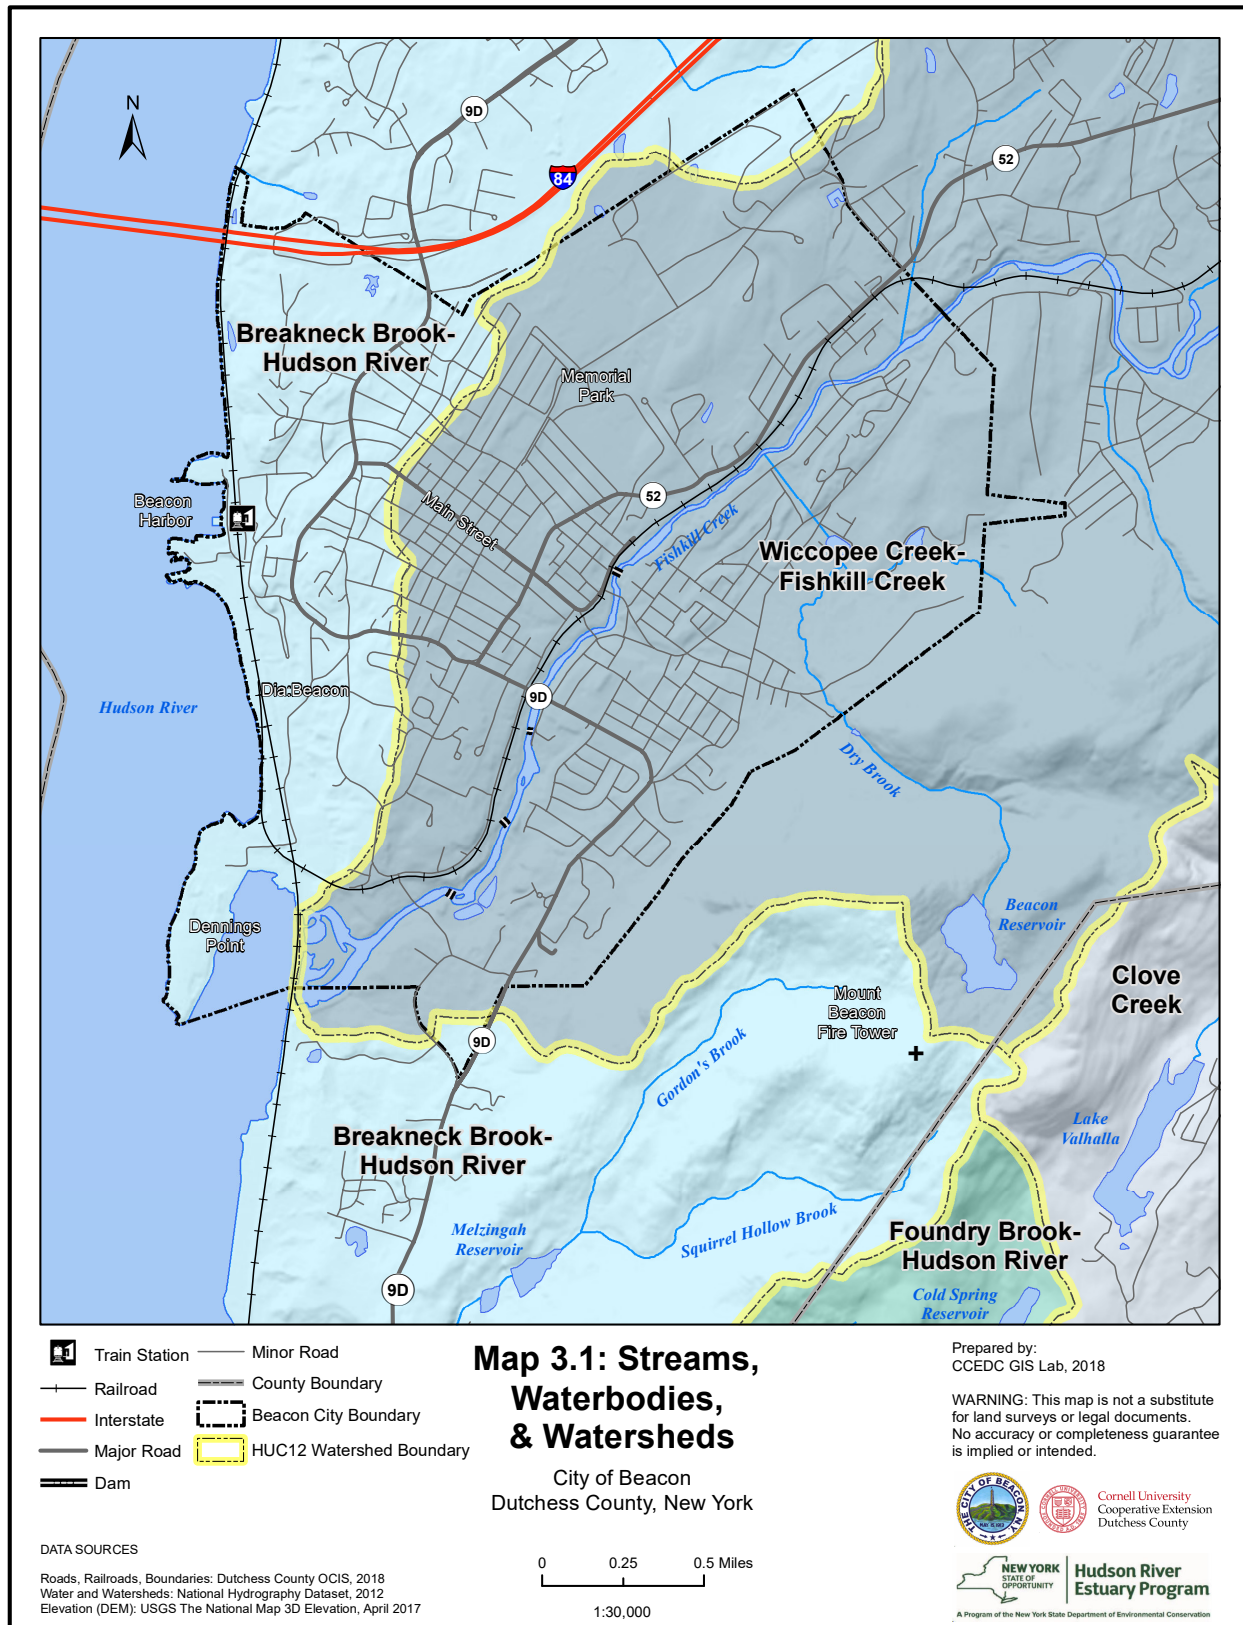 N
9D
84
52
Breakneck Brook-
Hudson River
Memorial
Park
Beacon
Harbor
Main Street
52
Fishkill Creek
Wiccopee Creek-
Fishkill Creek
Dia:Beacon
9D
Hudson River
Dry Brook
Dennings
Point
Beacon
Reservoir
Clove
Creek
Mount
Beacon
Fire Tower
9D
Gordon's Brook
Lake
Valhalla
Breakneck Brook-
Hudson River
Melzingah
Reservoir
Squirrel Hollow Brook
Foundry Brook-
Hudson River
9D
Cold Spring
Reservoir
Train Station
Railroad
Interstate
Major Road
Dam
Minor Road
County Boundary
Beacon City Boundary
HUC12 Watershed Boundary
Map 3.1: Streams,
Waterbodies,
& Watersheds
City of Beacon
Dutchess County, New York
0 0.25 0.5 Miles
1:30,000
Prepared by:
CCEDC GIS Lab, 2018
WARNING: This map is not a substitute
for land surveys or legal documents.
No accuracy or completeness guarantee
is implied or intended.
THE CITY OF BEACON N.Y.
Cornell University
Cooperative Extension
Dutchess County
NEW YORK
STATE OF
OPPORTUNITY
Hudson River
Estuary Program
A Program of the New York State Department of Environmental Conservation
DATA SOURCES
Roads, Railroads, Boundaries: Dutchess County OCIS, 2018
Water and Watersheds: National Hydrography Dataset, 2012
Elevation (DEM): USGS The National Map 3D Elevation, April 2017